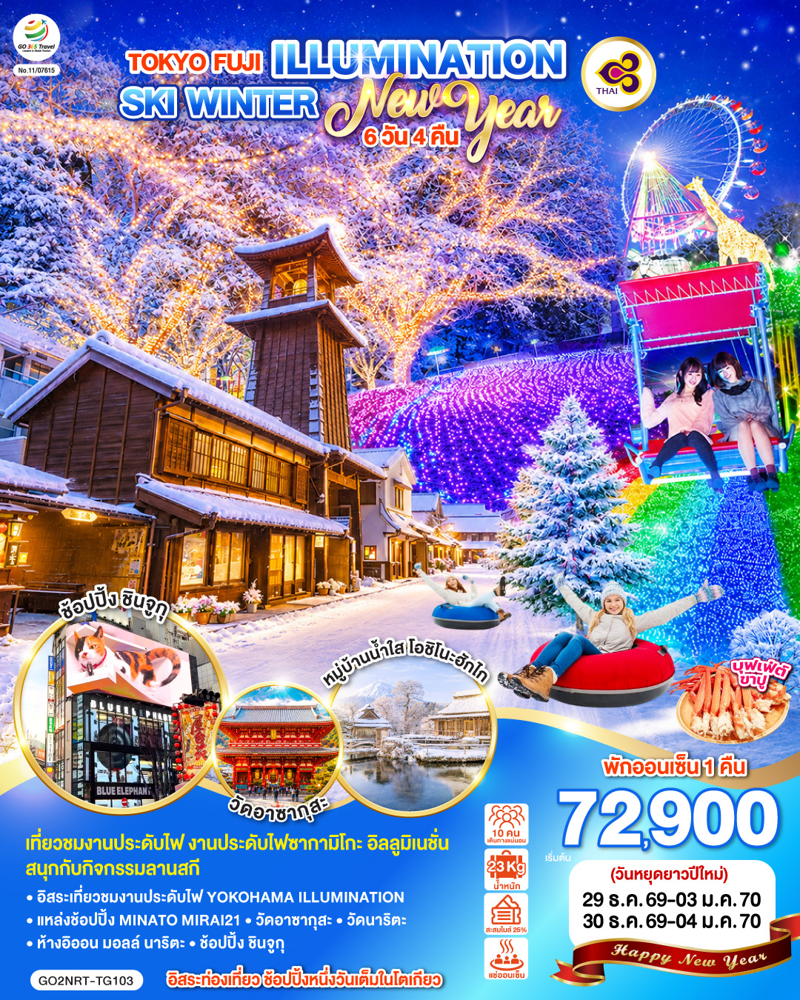 GO 365 Travel
Leaders in Global Tourism
No.11/07615
TOKYO FUJI ILLUMINATION
SKI WINTER New Year
6 วัน 4 คืน
THAI
ช้อปปิ้ง ชินจูกุ
หมู่บ้านน้ำใส โอชิโนะฮักไก
วัดอาซากุสะ
BLUE ELEPHANT
บุฟเฟ่ต์
ขาปู
พักออนเซ็น 1 คืน
72,900
เริ่มต้น
10 คน
เดินทางแน่นอน
23 Kg
น้ำหนัก
สะสมไมล์ 25%
แช่ออนเซ็น
(วันหยุดยาวปีใหม่)
29 ธ.ค. 69-03 ม.ค. 70
30 ธ.ค. 69-04 ม.ค. 70
Happy New Year
เที่ยวชมงานประดับไฟ งานประดับไฟซากามิโกะ อิลลูมิเนชั่น
สนุกกับกิจกรรมลานสกี
• อิสระเที่ยวชมงานประดับไฟ YOKOHAMA ILLUMINATION
• แหล่งช้อปปิ้ง MINATO MIRAI21 • วัดอาซากุสะ • วัดนาริตะ
• ห้างอิออน มอลล์ นาริตะ • ช้อปปิ้ง ชินจูกุ
GO2NRT-TG103
อิสระท่องเที่ยว ช้อปปิ้งหนึ่งวันเต็มในโตเกียว